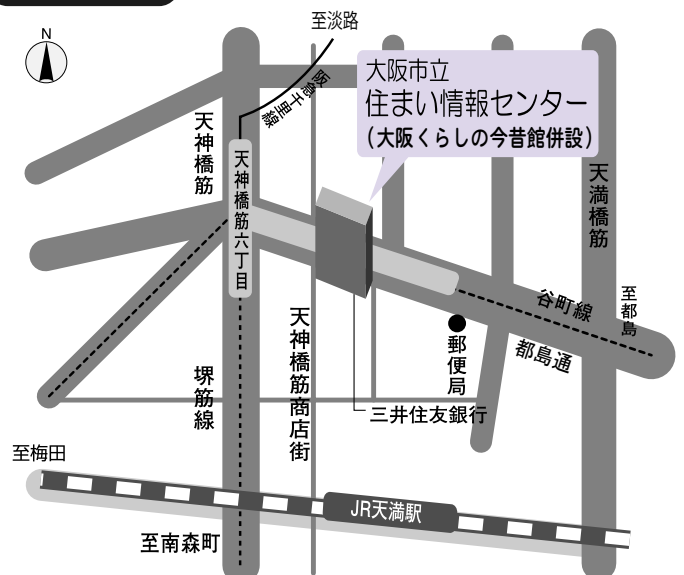 至淡路
N
阪急千里線
大阪市立
住まい情報センター
(大阪くらしの今昔館併設)
天神橋筋
天神橋筋六丁目
天満橋筋
谷町線
至都島
都島通
郵便局
天神橋筋商店街
堺筋線
三井住友銀行
至梅田
JR天満駅
至南森町